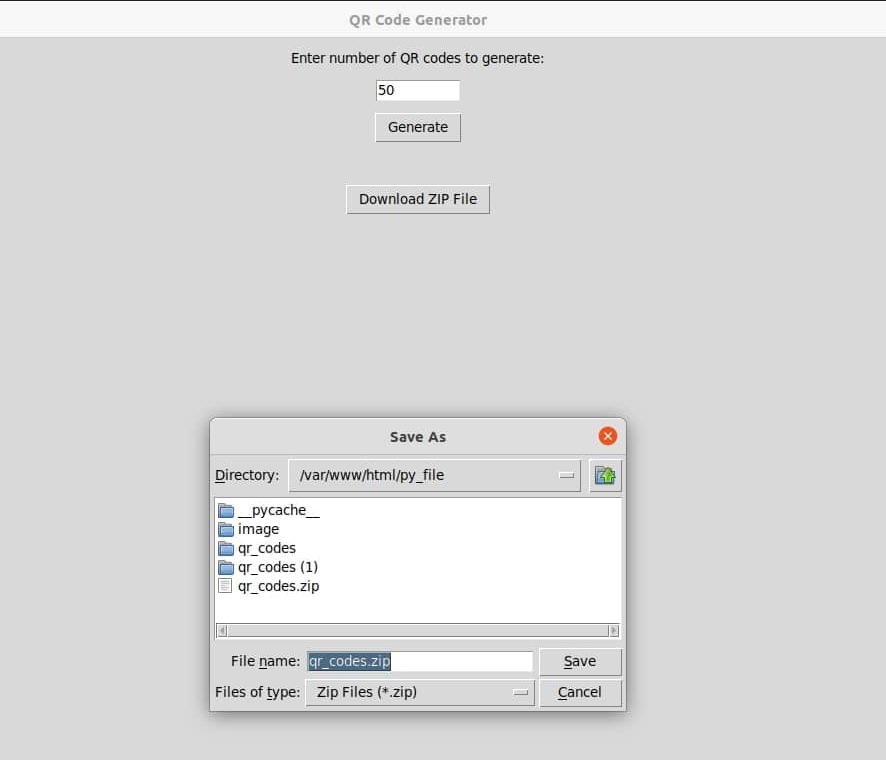 QR Code Generator
Enter number of QR codes to generate:
50
Generate
Download ZIP File
Save As
Directory: /var/www/html/py_file
__pycache__
image
qr_codes
qr_codes (1)
qr_codes.zip
File name: qr_codes.zip Save
Files of type: Zip Files (*.zip) Cancel